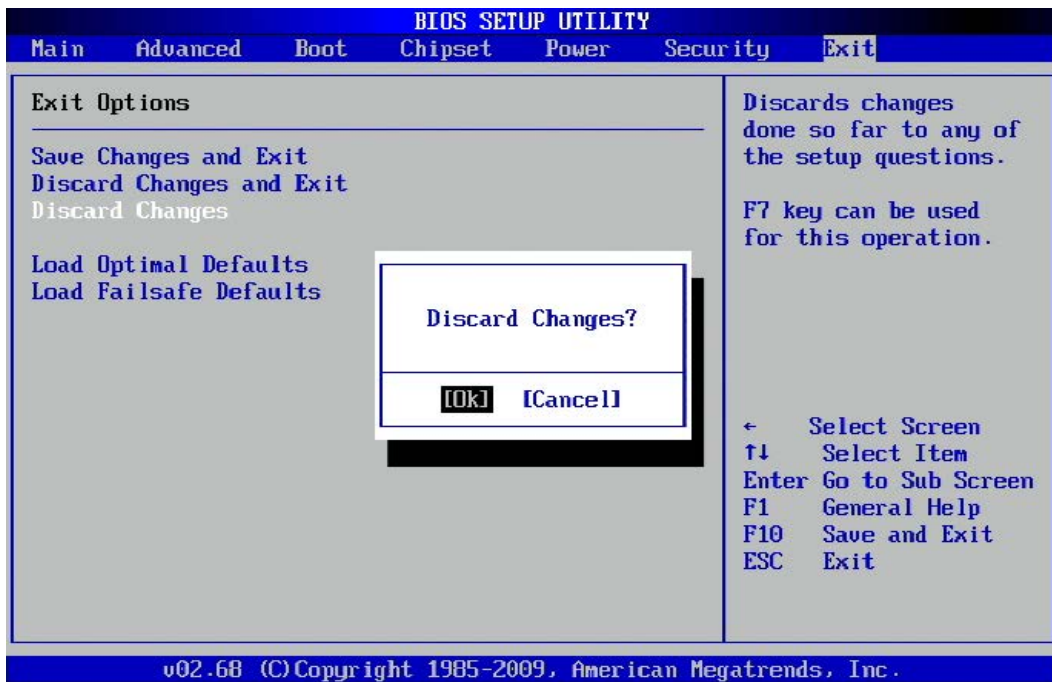 BIOS SETUP UTILITY
Main Advanced Boot Chipset Power Security Exit
Exit Options
Save Changes and Exit
Discard Changes and Exit
Discard Changes
Load Optimal Defaults
Load Failsafe Defaults
Discard Changes?
[Ok] [Cancel]
Discards changes
done so far to any of
the setup questions.
F7 key can be used
for this operation.
← Select Screen
↑↓ Select Item
Enter Go to Sub Screen
F1 General Help
F10 Save and Exit
ESC Exit
v02.68 (C)Copyright 1985-2009, American Megatrends, Inc.